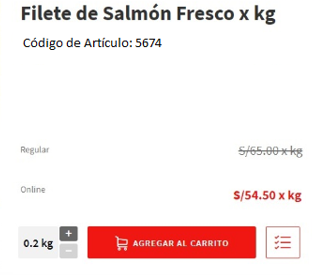 Filete de Salmón Fresco x kg
Código de Artículo: 5674
Regular
S/65.00 x kg
Online
S/54.50 x kg
0.2 kg
+
-
AGREGAR AL CARRITO